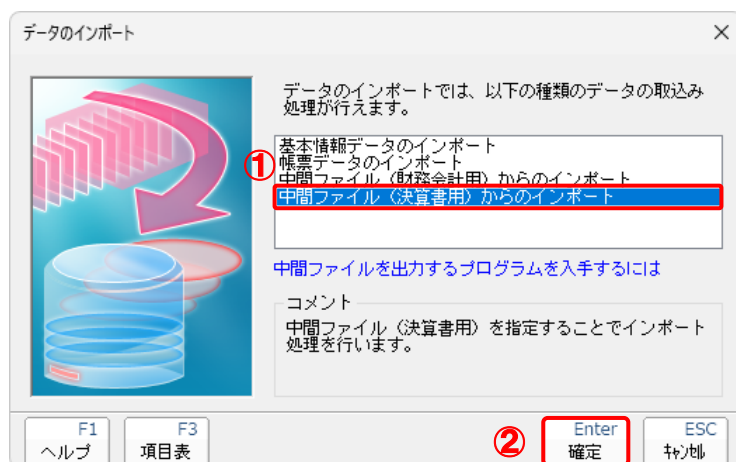 データのインポート
データのインポートでは、以下の種類のデータの取込み
処理が行えます。
①
基本情報データのインポート
帳票データのインポート
中間ファイル（財務会計用）からのインポート
中間ファイル（決算書用）からのインポート
中間ファイルを出力するプログラムを入手するには
コメント
中間ファイル（決算書用）を指定することでインポート
処理を行います。
F1
ヘルプ
F3
項目表
②
Enter
確定
ESC
ｷｬﾝｾﾙ